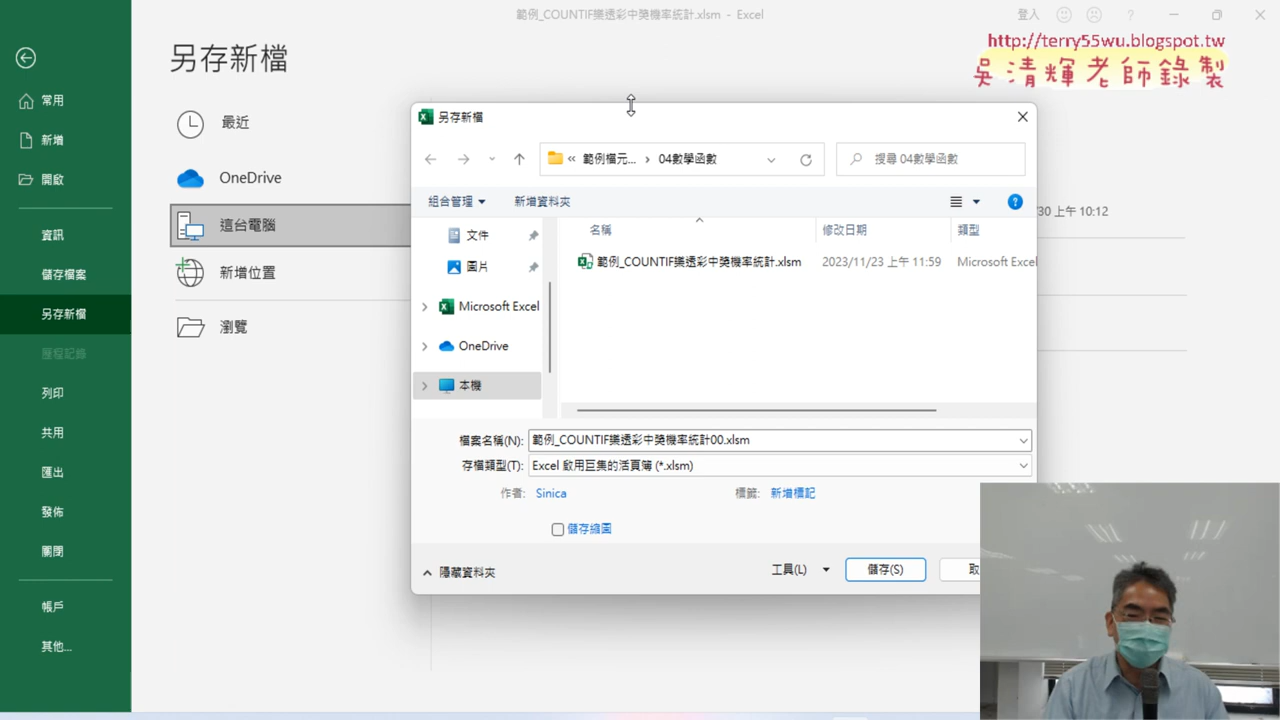 範例_COUNTIF樂透彩中獎機率統計.xlsm - Excel
登入
http://terry55wu.blogspot.tw
吳清輝老師錄製
另存新檔
常用
新增
開啟
資訊
儲存檔案
另存新檔
歷程記錄
列印
共用
匯出
發佈
關閉
帳戶
其他...
最近
OneDrive
這台電腦
新增位置
瀏覽
30 上午 10:12
另存新檔
« 範例檔元... › 04數學函數
搜尋 04數學函數
組合管理
新增資料夾
文件
圖片
Microsoft Excel
OneDrive
本機
名稱 修改日期 類型
範例_COUNTIF樂透彩中獎機率統計.xlsm 2023/11/23 上午 11:59 Microsoft Excel
檔案名稱(N): 範例_COUNTIF樂透彩中獎機率統計00.xlsm
存檔類型(T): Excel 啟用巨集的活頁簿 (*.xlsm)
作者: Sinica 標籤: 新增標記
儲存縮圖
隱藏資料夾
工具(L)
儲存(S)
取